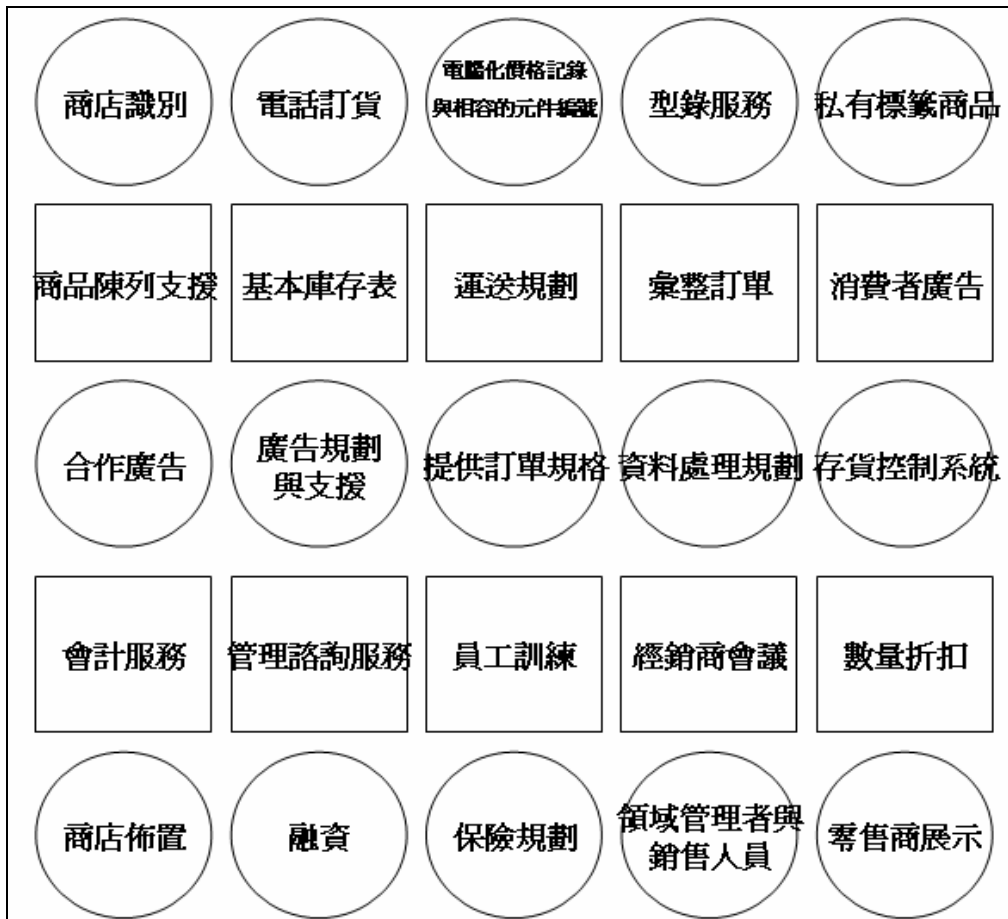 商店識別
電話訂貨
電腦化價格記錄
與相容的元件編號
型錄服務
私有標籤商品
商品陳列支援
基本庫存表
運送規劃
彙整訂單
消費者廣告
合作廣告
廣告規劃
與支援
提供訂單規格
資料處理規劃
存貨控制系統
會計服務
管理諮詢服務
員工訓練
經銷商會議
數量折扣
商店佈置
融資
保險規劃
領域管理者與
銷售人員
零售商展示